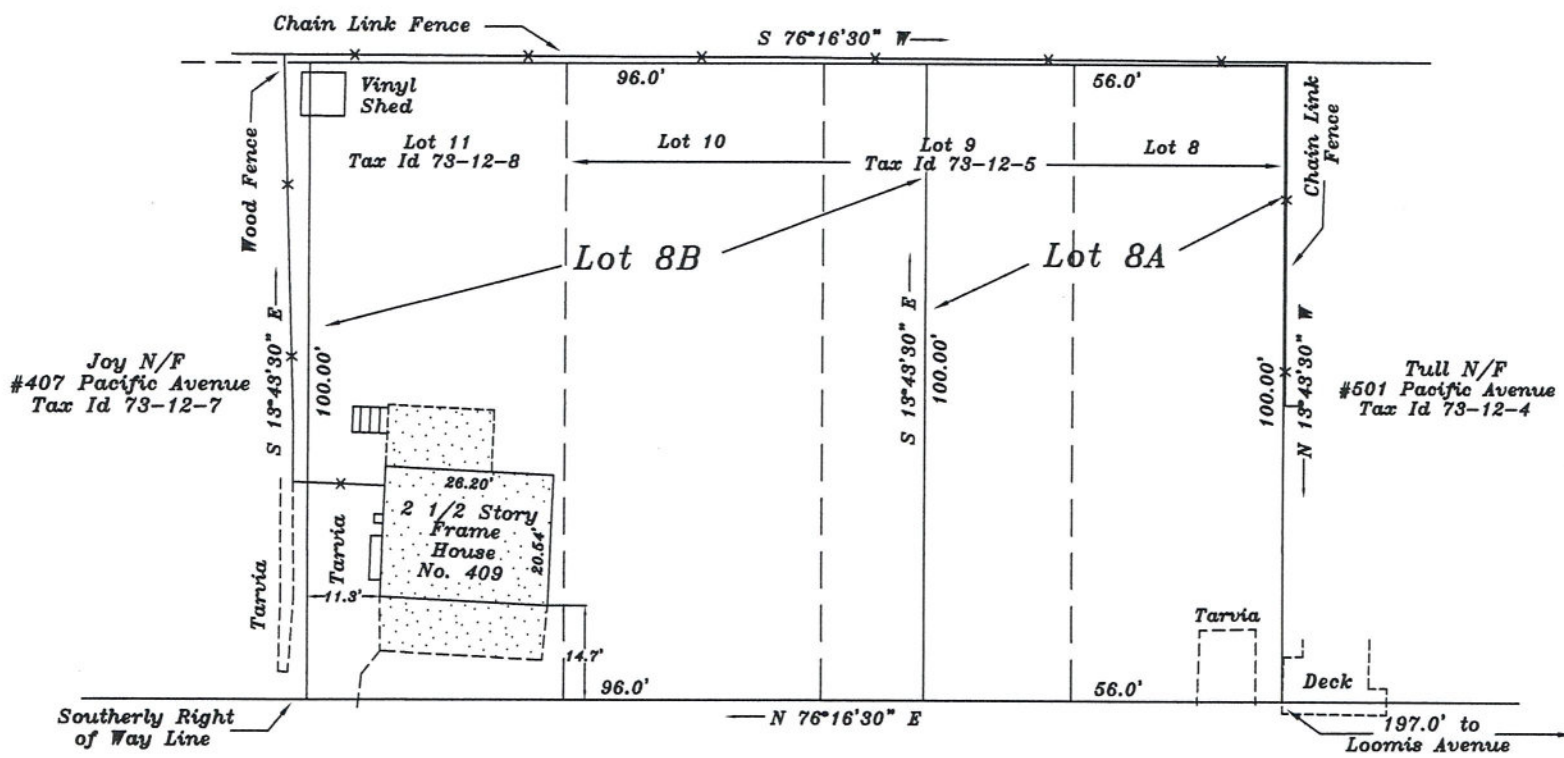 Chain Link Fence
S 76°16'30" W
96.0'
56.0'
Vinyl
Shed
Wood Fence
Chain Link
Fence
Lot 11
Tax Id 73-12-8
Lot 10
Lot 9
Tax Id 73-12-5
Lot 8
Lot 8B
Lot 8A
S 13°43'30" E
100.00'
S 13°43'30" E
100.00'
100.00'
N 13°43'30" W
Joy N/F
#407 Pacific Avenue
Tax Id 73-12-7
Tull N/F
#501 Pacific Avenue
Tax Id 73-12-4
26.20'
2 1/2 Story
Frame
House
No. 409
20.54'
Tarvia
Tarvia
11.3'
14.7'
Tarvia
Deck
96.0'
56.0'
N 76°16'30" E
Southerly Right
of Way Line
197.0' to
Loomis Avenue